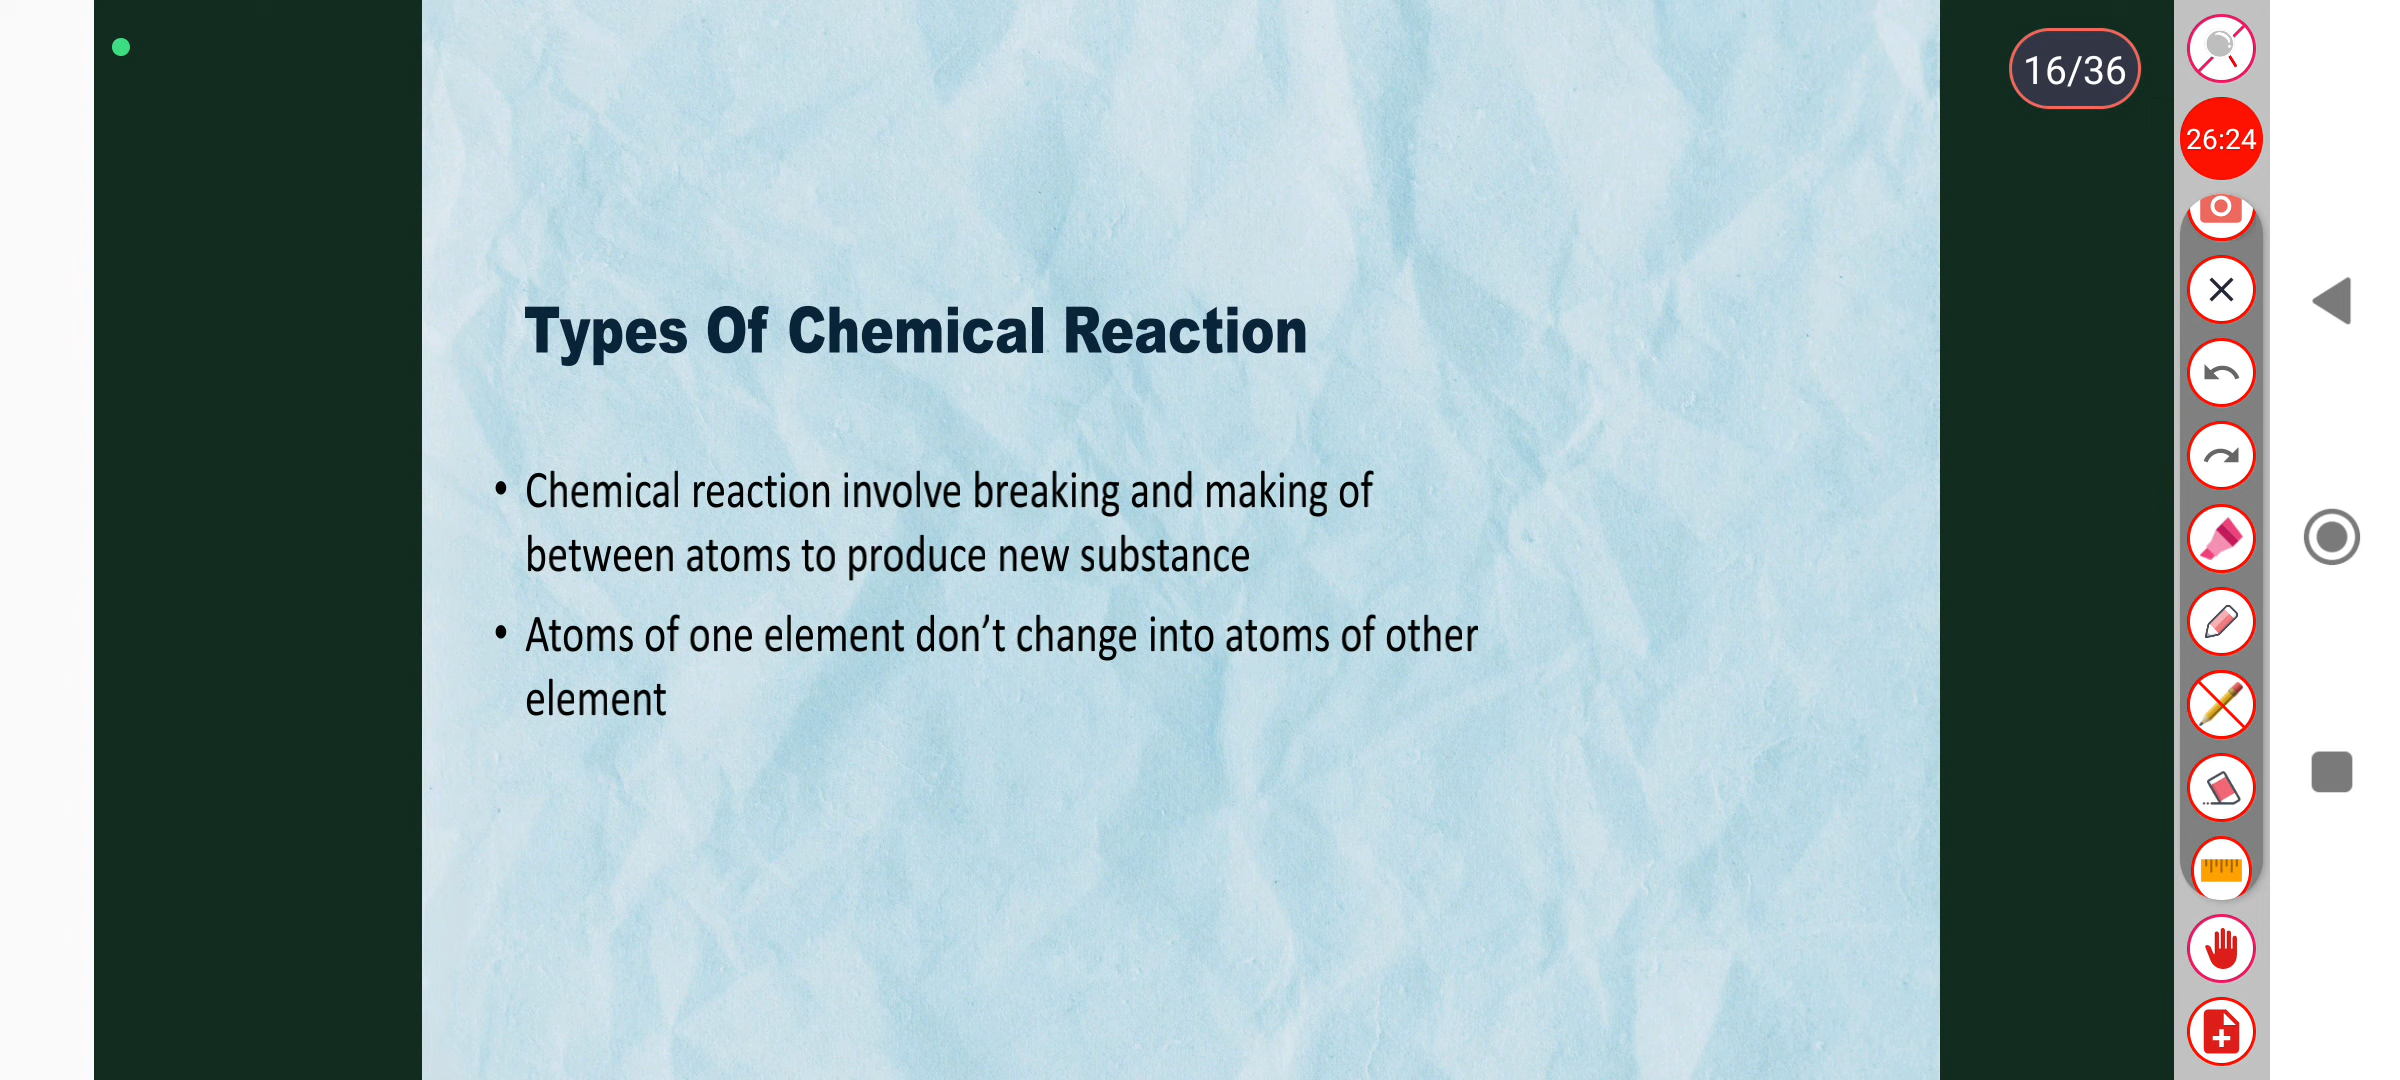 16/36
26:24
Types Of Chemical Reaction
• Chemical reaction involve breaking and making of
between atoms to produce new substance
• Atoms of one element don’t change into atoms of other
element